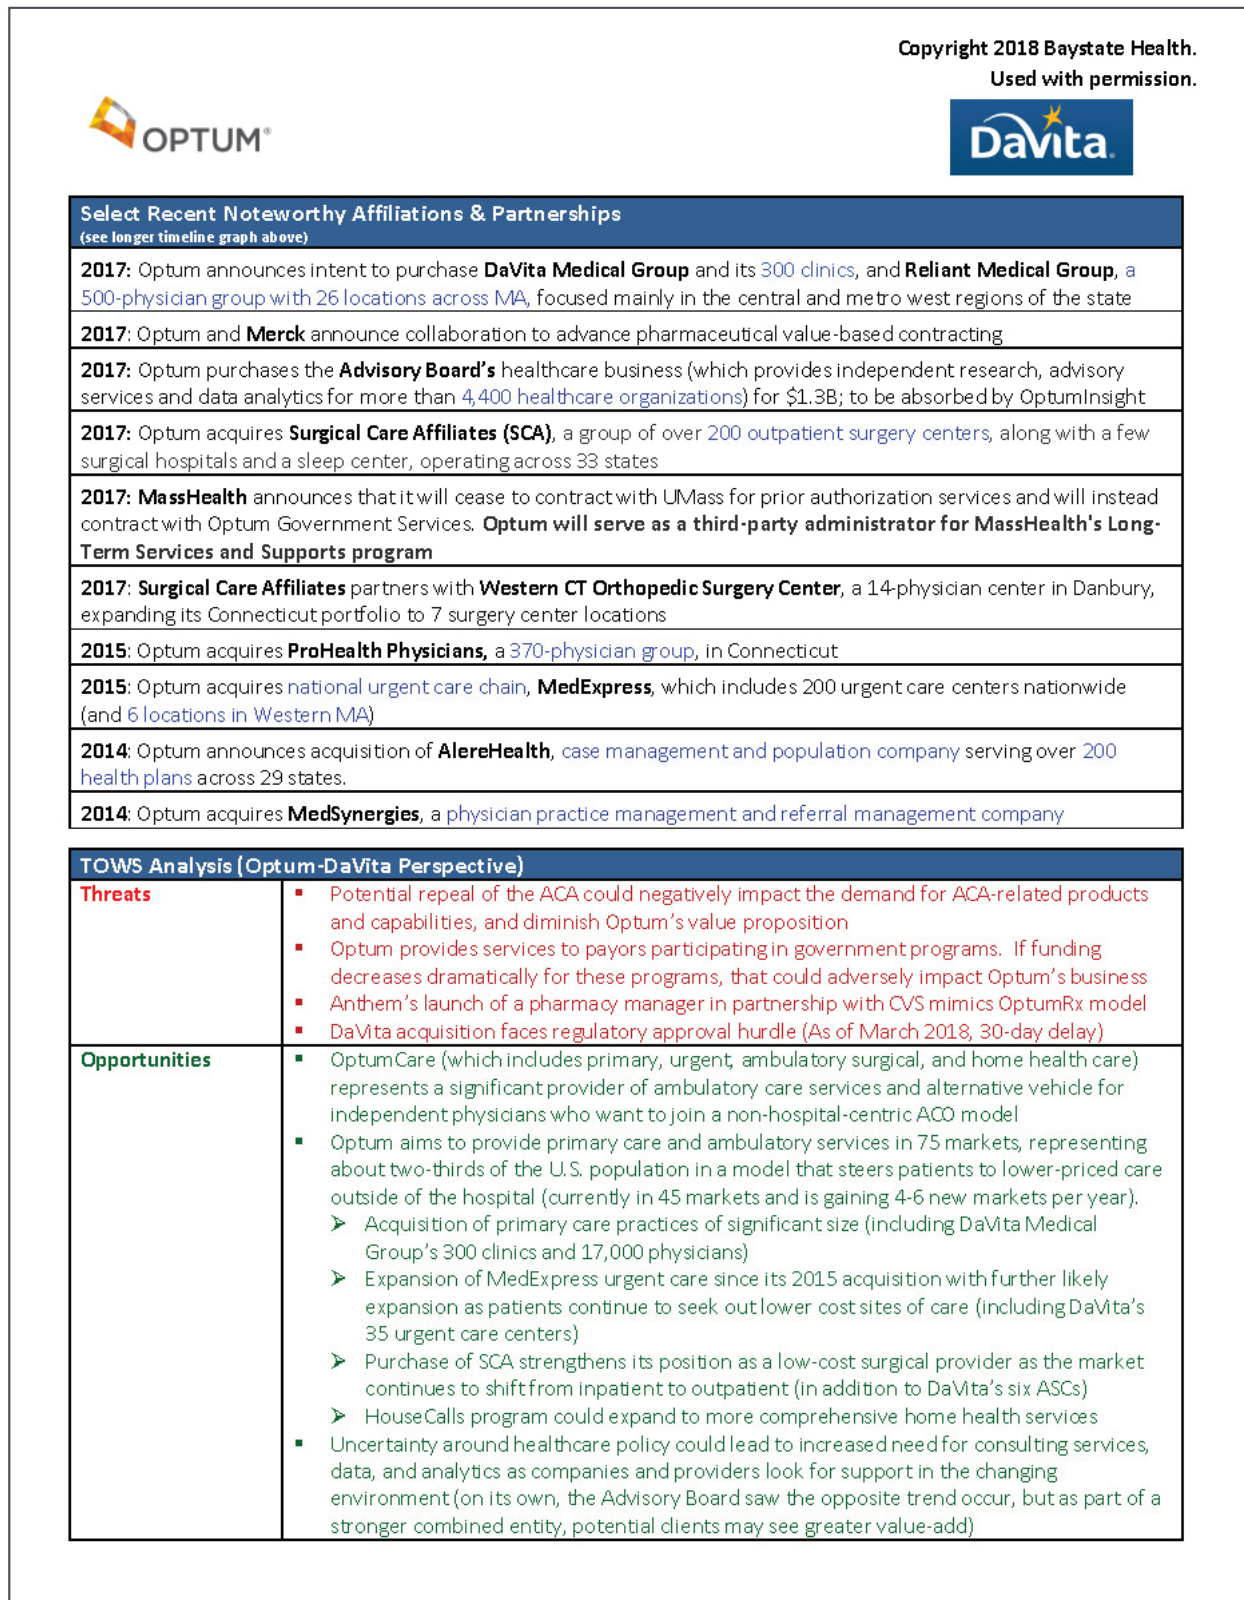 Copyright 2018 Baystate Health.
Used with permission.
OPTUM®
DaVita.
Select Recent Noteworthy Affiliations & Partnerships
(see longer timeline graph above)
2017: Optum announces intent to purchase DaVita Medical Group and its 300 clinics, and Reliant Medical Group, a
500-physician group with 26 locations across MA, focused mainly in the central and metro west regions of the state
2017: Optum and Merck announce collaboration to advance pharmaceutical value-based contracting
2017: Optum purchases the Advisory Board's healthcare business (which provides independent research, advisory
services and data analytics for more than 4,400 healthcare organizations) for $1.3B; to be absorbed by OptumInsight
2017: Optum acquires Surgical Care Affiliates (SCA), a group of over 200 outpatient surgery centers, along with a few
surgical hospitals and a sleep center, operating across 33 states
2017: MassHealth announces that it will cease to contract with UMass for prior authorization services and will instead
contract with Optum Government Services. Optum will serve as a third-party administrator for MassHealth's Long-
Term Services and Supports program
2017: Surgical Care Affiliates partners with Western CT Orthopedic Surgery Center, a 14-physician center in Danbury,
expanding its Connecticut portfolio to 7 surgery center locations
2015: Optum acquires ProHealth Physicians, a 370-physician group, in Connecticut
2015: Optum acquires national urgent care chain, MedExpress, which includes 200 urgent care centers nationwide
(and 6 locations in Western MA)
2014: Optum announces acquisition of AlereHealth, case management and population company serving over 200
health plans across 29 states.
2014: Optum acquires MedSynergies, a physician practice management and referral management company
TOWS Analysis (Optum-DaVita Perspective)
Threats
▪ Potential repeal of the ACA could negatively impact the demand for ACA-related products
and capabilities, and diminish Optum's value proposition
▪ Optum provides services to payors participating in government programs. If funding
decreases dramatically for these programs, that could adversely impact Optum's business
▪ Anthem's launch of a pharmacy manager in partnership with CVS mimics OptumRx model
▪ DaVita acquisition faces regulatory approval hurdle (As of March 2018, 30-day delay)
Opportunities
▪ OptumCare (which includes primary, urgent, ambulatory surgical, and home health care)
represents a significant provider of ambulatory care services and alternative vehicle for
independent physicians who want to join a non-hospital-centric ACO model
▪ Optum aims to provide primary care and ambulatory services in 75 markets, representing
about two-thirds of the U.S. population in a model that steers patients to lower-priced care
outside of the hospital (currently in 45 markets and is gaining 4-6 new markets per year).
➢ Acquisition of primary care practices of significant size (including DaVita Medical
Group's 300 clinics and 17,000 physicians)
➢ Expansion of MedExpress urgent care since its 2015 acquisition with further likely
expansion as patients continue to seek out lower cost sites of care (including DaVita's
35 urgent care centers)
➢ Purchase of SCA strengthens its position as a low-cost surgical provider as the market
continues to shift from inpatient to outpatient (in addition to DaVita's six ASCs)
➢ HouseCalls program could expand to more comprehensive home health services
▪ Uncertainty around healthcare policy could lead to increased need for consulting services,
data, and analytics as companies and providers look for support in the changing
environment (on its own, the Advisory Board saw the opposite trend occur, but as part of a
stronger combined entity, potential clients may see greater value-add)